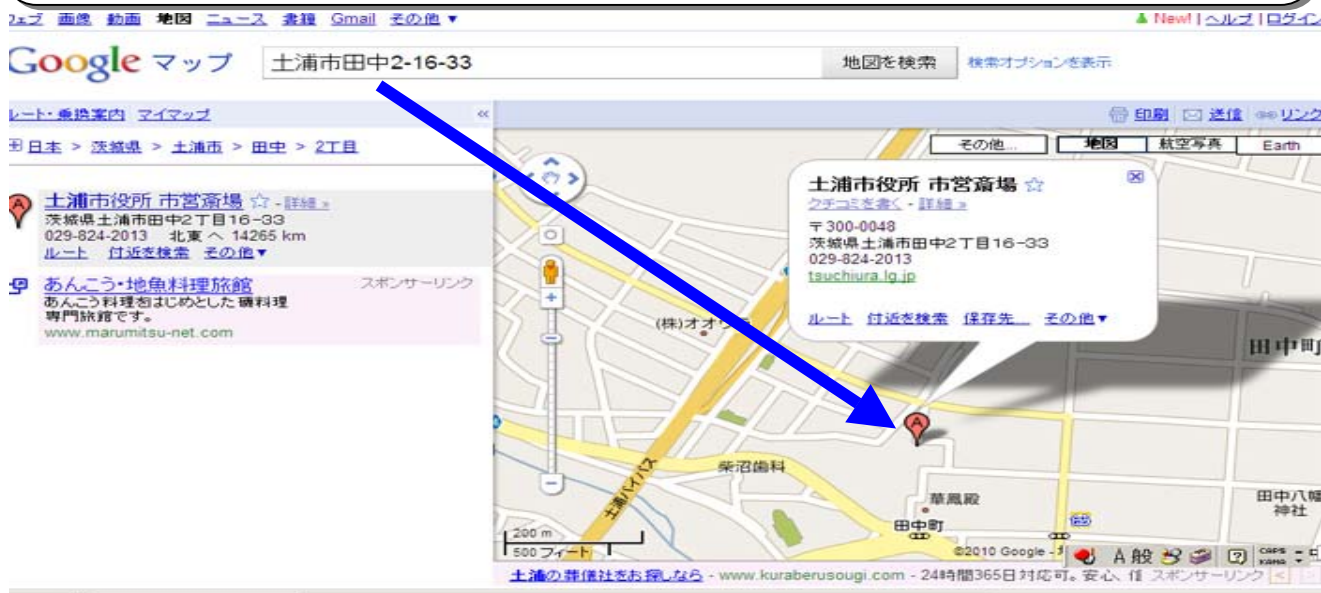 ウェブ 画像 動画 地図 ニュース 書籍 Gmail その他 ▼
New! | ヘルプ | ログイン
Google マップ 土浦市田中2-16-33 地図を検索 検索オプションを表示
ルート・乗換案内 マイマップ «
印刷 送信 リンク
日本 > 茨城県 > 土浦市 > 田中 > 2丁目
その他... 地図 航空写真 Earth
A 土浦市役所 市営斎場 ☆ - 詳細 »
茨城県土浦市田中2丁目16-33
029-824-2013 北東 へ 14265 km
ルート 付近を検索 その他▼
あんこう・地魚料理旅館 スポンサーリンク
あんこう料理をはじめとした磯料理
専門旅館です。
www.marumitsu-net.com
土浦市役所 市営斎場 ☆
クチコミを書く - 詳細 »
〒300-0048
茨城県土浦市田中2丁目16-33
029-824-2013
tsuchiura.lg.jp
ルート 付近を検索 保存先... その他▼
(株)オオ
田中町
A
柴沼歯科
土浦バイパス
華風殿
田中八幡
神社
田中町
200 m
500 フィート
©2010 Google -
A 般 CAPS KANA
土浦の葬儀社をお探しなら - www.kuraberusougi.com - 24時間365日対応可。安心、 スポンサーリンク